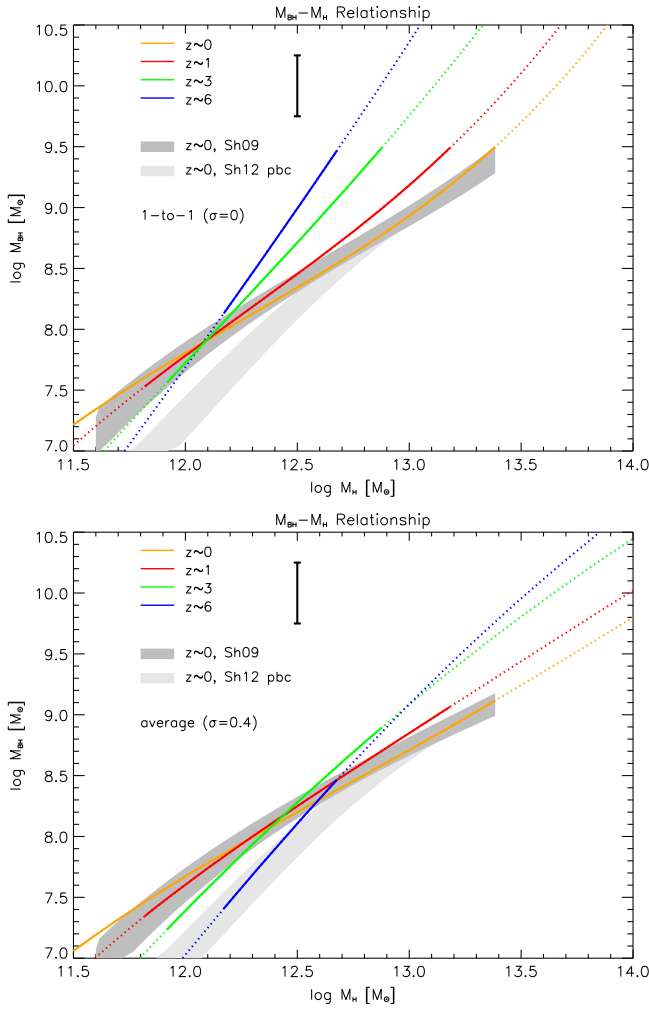 M_BH−M_H Relationship
10.5
10.0
9.5
9.0
8.5
8.0
7.5
7.0
log M_BH [M_⊙]
z~0
z~1
z~3
z~6
z~0, Sh09
z~0, Sh12 pbc
1−to−1 (σ=0)
11.5 12.0 12.5 13.0 13.5 14.0
log M_H [M_⊙]
M_BH−M_H Relationship
10.5
10.0
9.5
9.0
8.5
8.0
7.5
7.0
log M_BH [M_⊙]
z~0
z~1
z~3
z~6
z~0, Sh09
z~0, Sh12 pbc
average (σ=0.4)
11.5 12.0 12.5 13.0 13.5 14.0
log M_H [M_⊙]